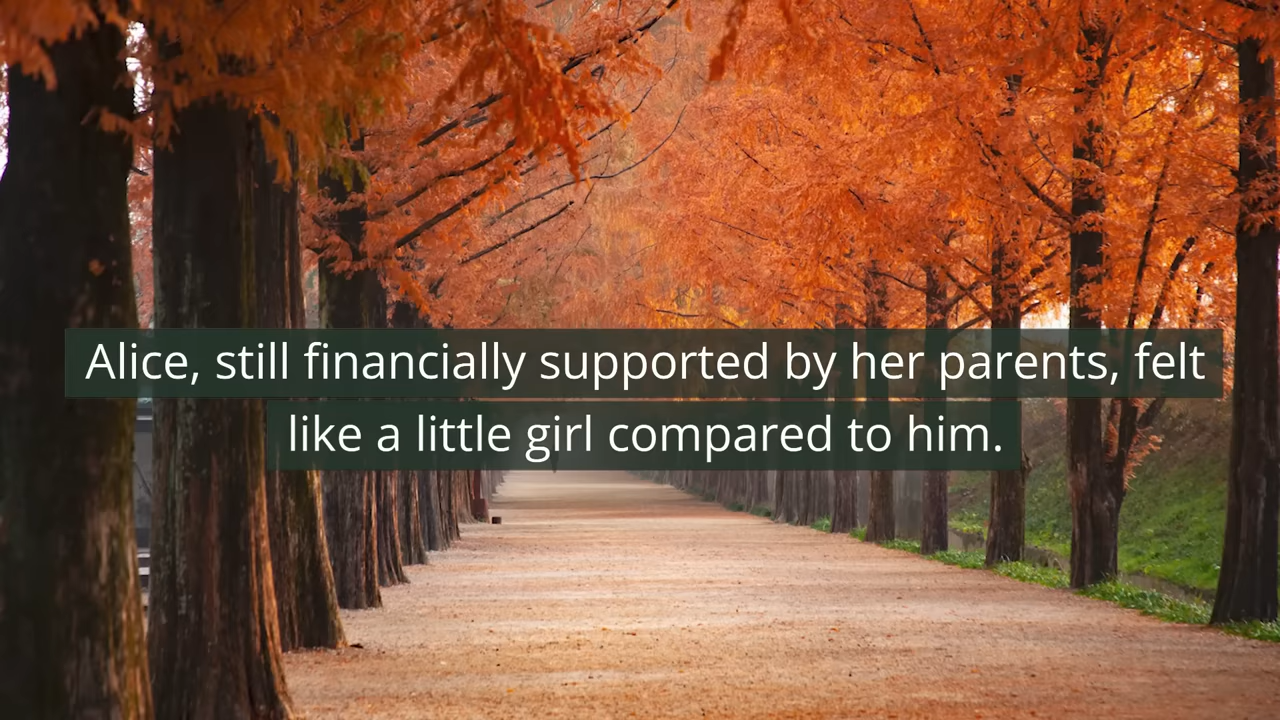 Alice, still financially supported by her parents, felt
like a little girl compared to him.